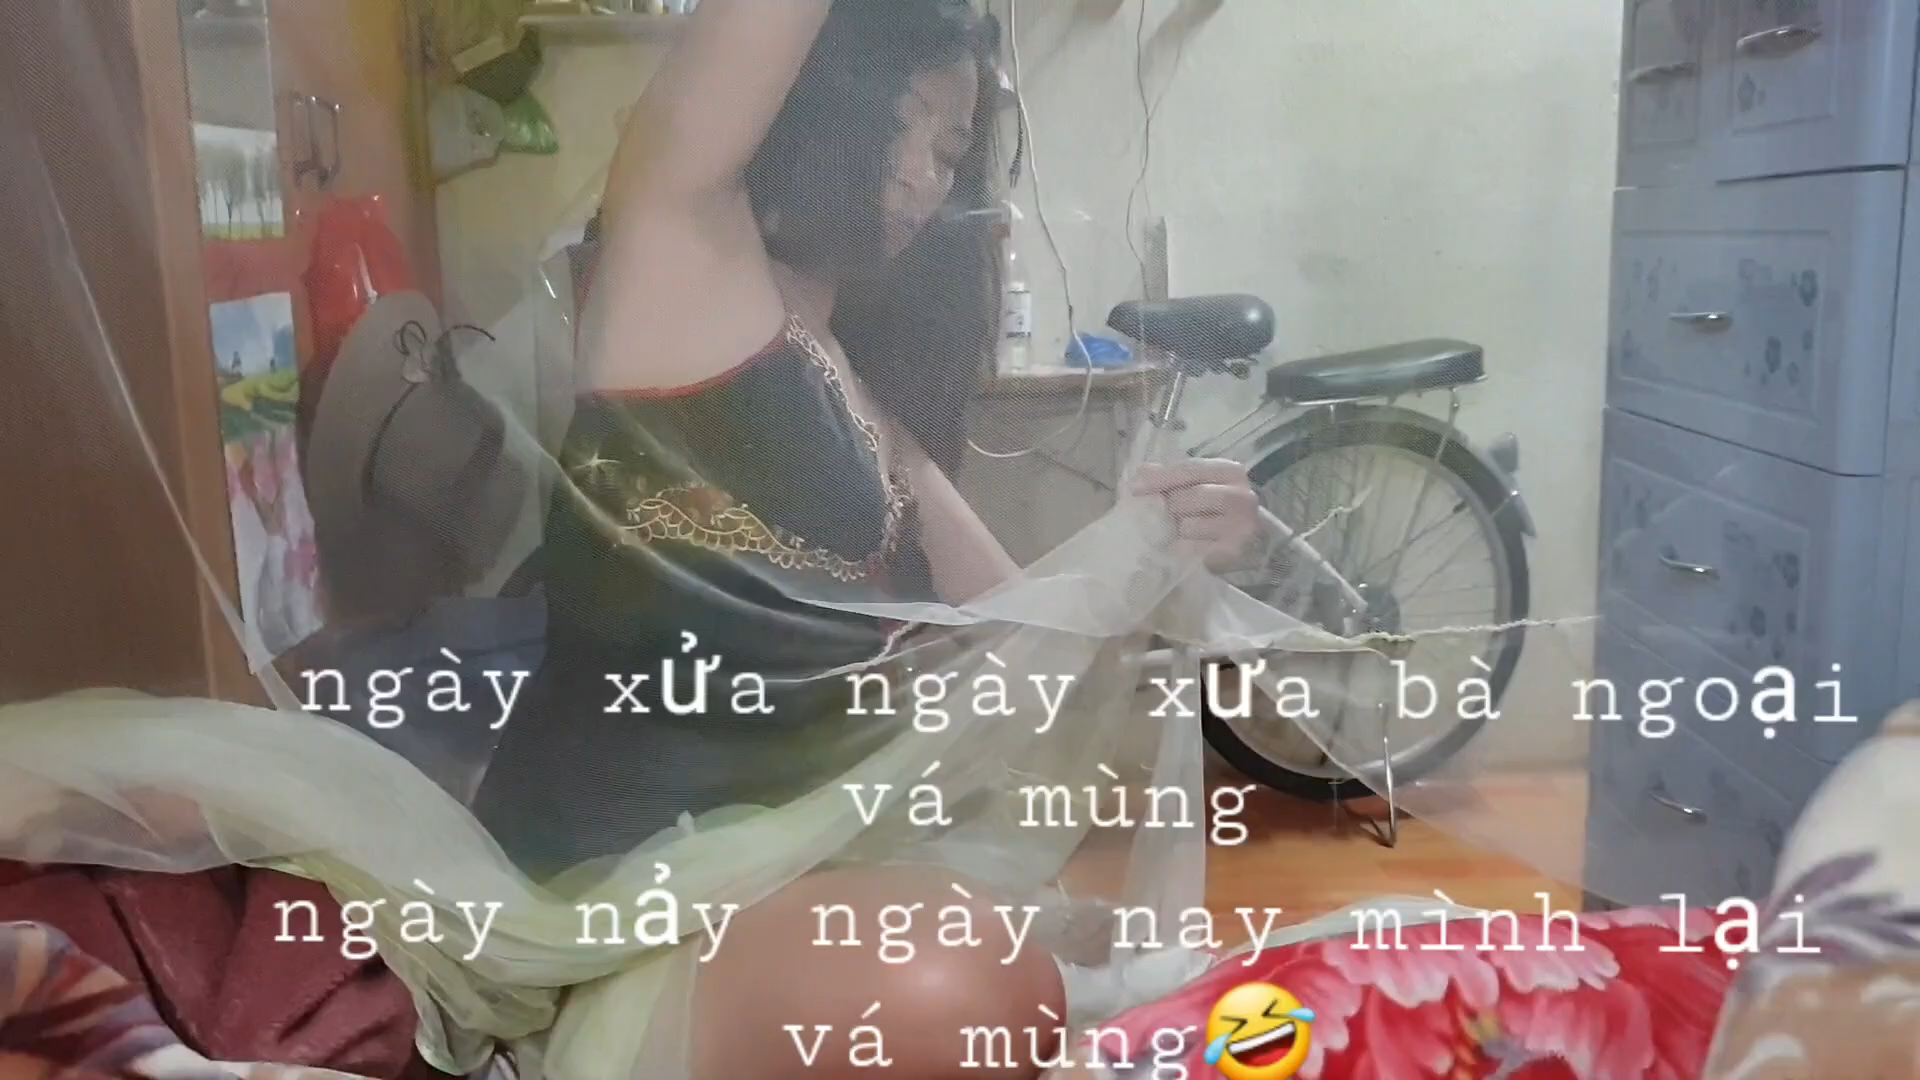 ngày xửa ngày xưa bà ngoại
vá mùng
ngày nảy ngày nay mình lại
vá mùng🤣